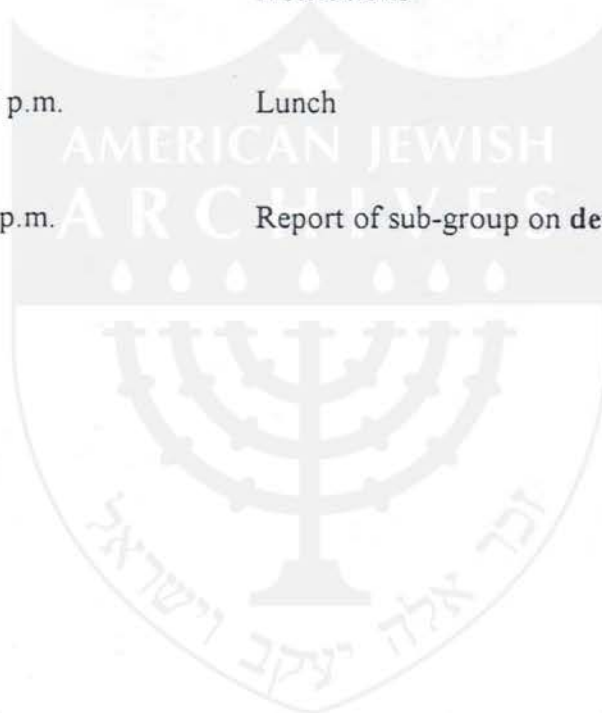 p.m. Lunch
AMERICAN JEWISH
ARCHIVES
p.m. Report of sub-group on de
זכר אלה יעקב וישראל